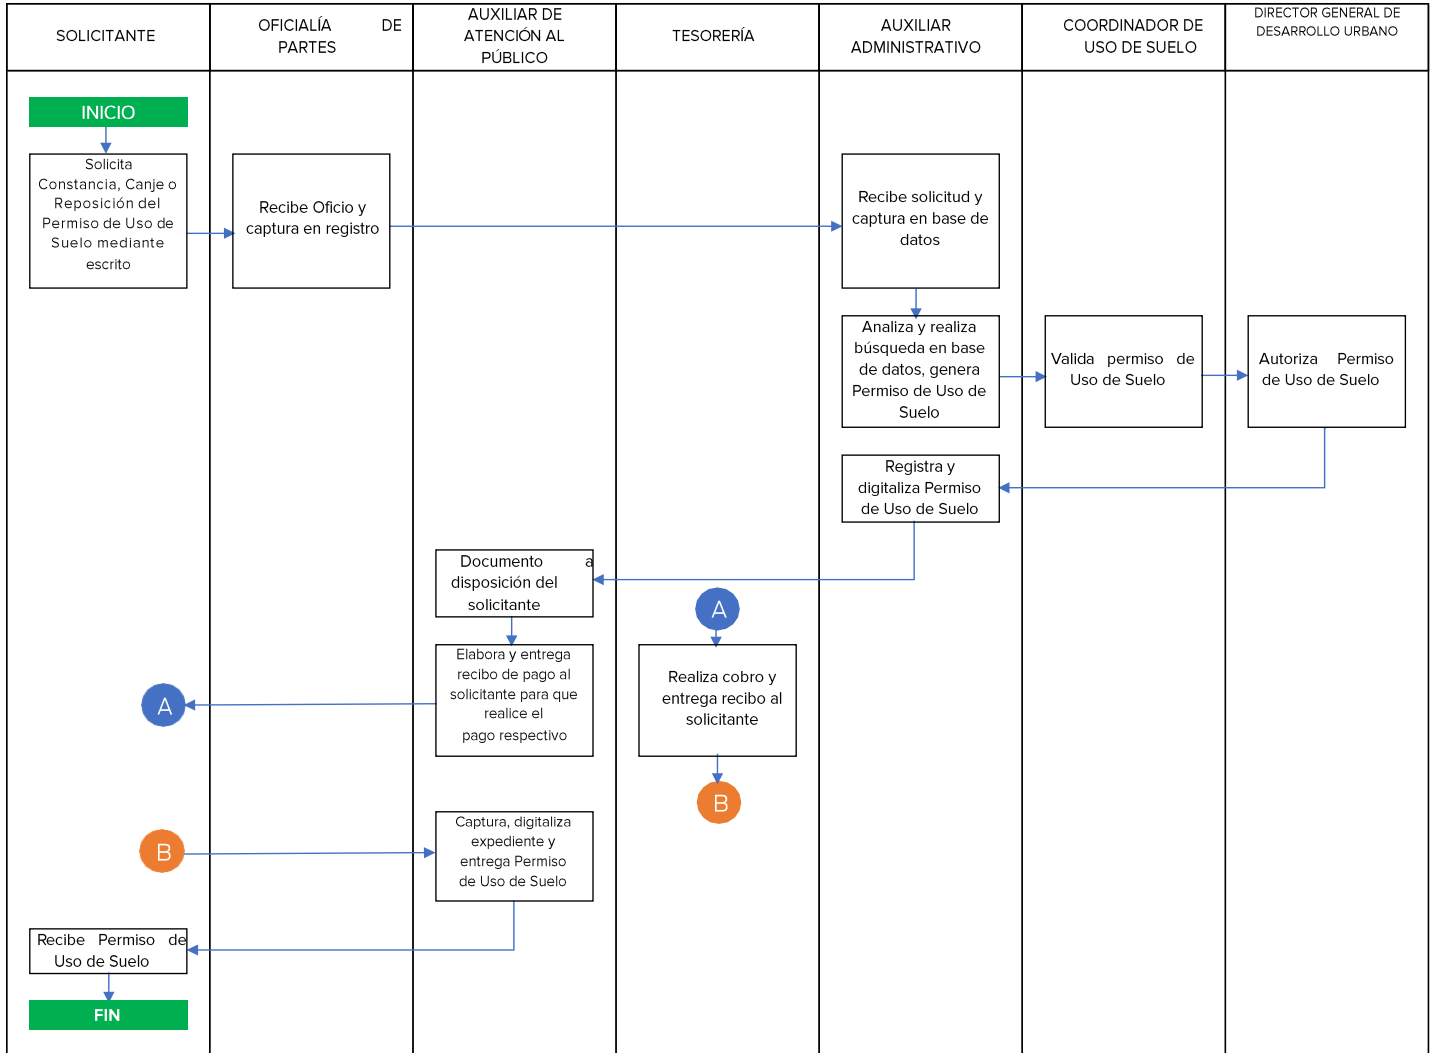 SOLICITANTE
OFICIALÍA DE
PARTES
AUXILIAR DE
ATENCIÓN AL
PÚBLICO
TESORERÍA
AUXILIAR
ADMINISTRATIVO
COORDINADOR DE
USO DE SUELO
DIRECTOR GENERAL DE
DESARROLLO URBANO
INICIO
Solicita
Constancia, Canje o
Reposición del
Permiso de Uso de
Suelo mediante
escrito
Recibe Oficio y
captura en registro
Recibe solicitud y
captura en base de
datos
Analiza y realiza
búsqueda en base
de datos, genera
Permiso de Uso de
Suelo
Valida permiso de
Uso de Suelo
Autoriza Permiso
de Uso de Suelo
Registra y
digitaliza Permiso
de Uso de Suelo
Documento a
disposición del
solicitante
A
Elabora y entrega
recibo de pago al
solicitante para que
realice el
pago respectivo
Realiza cobro y
entrega recibo al
solicitante
A
B
B
Captura, digitaliza
expediente y
entrega Permiso
de Uso de Suelo
Recibe Permiso de
Uso de Suelo
FIN